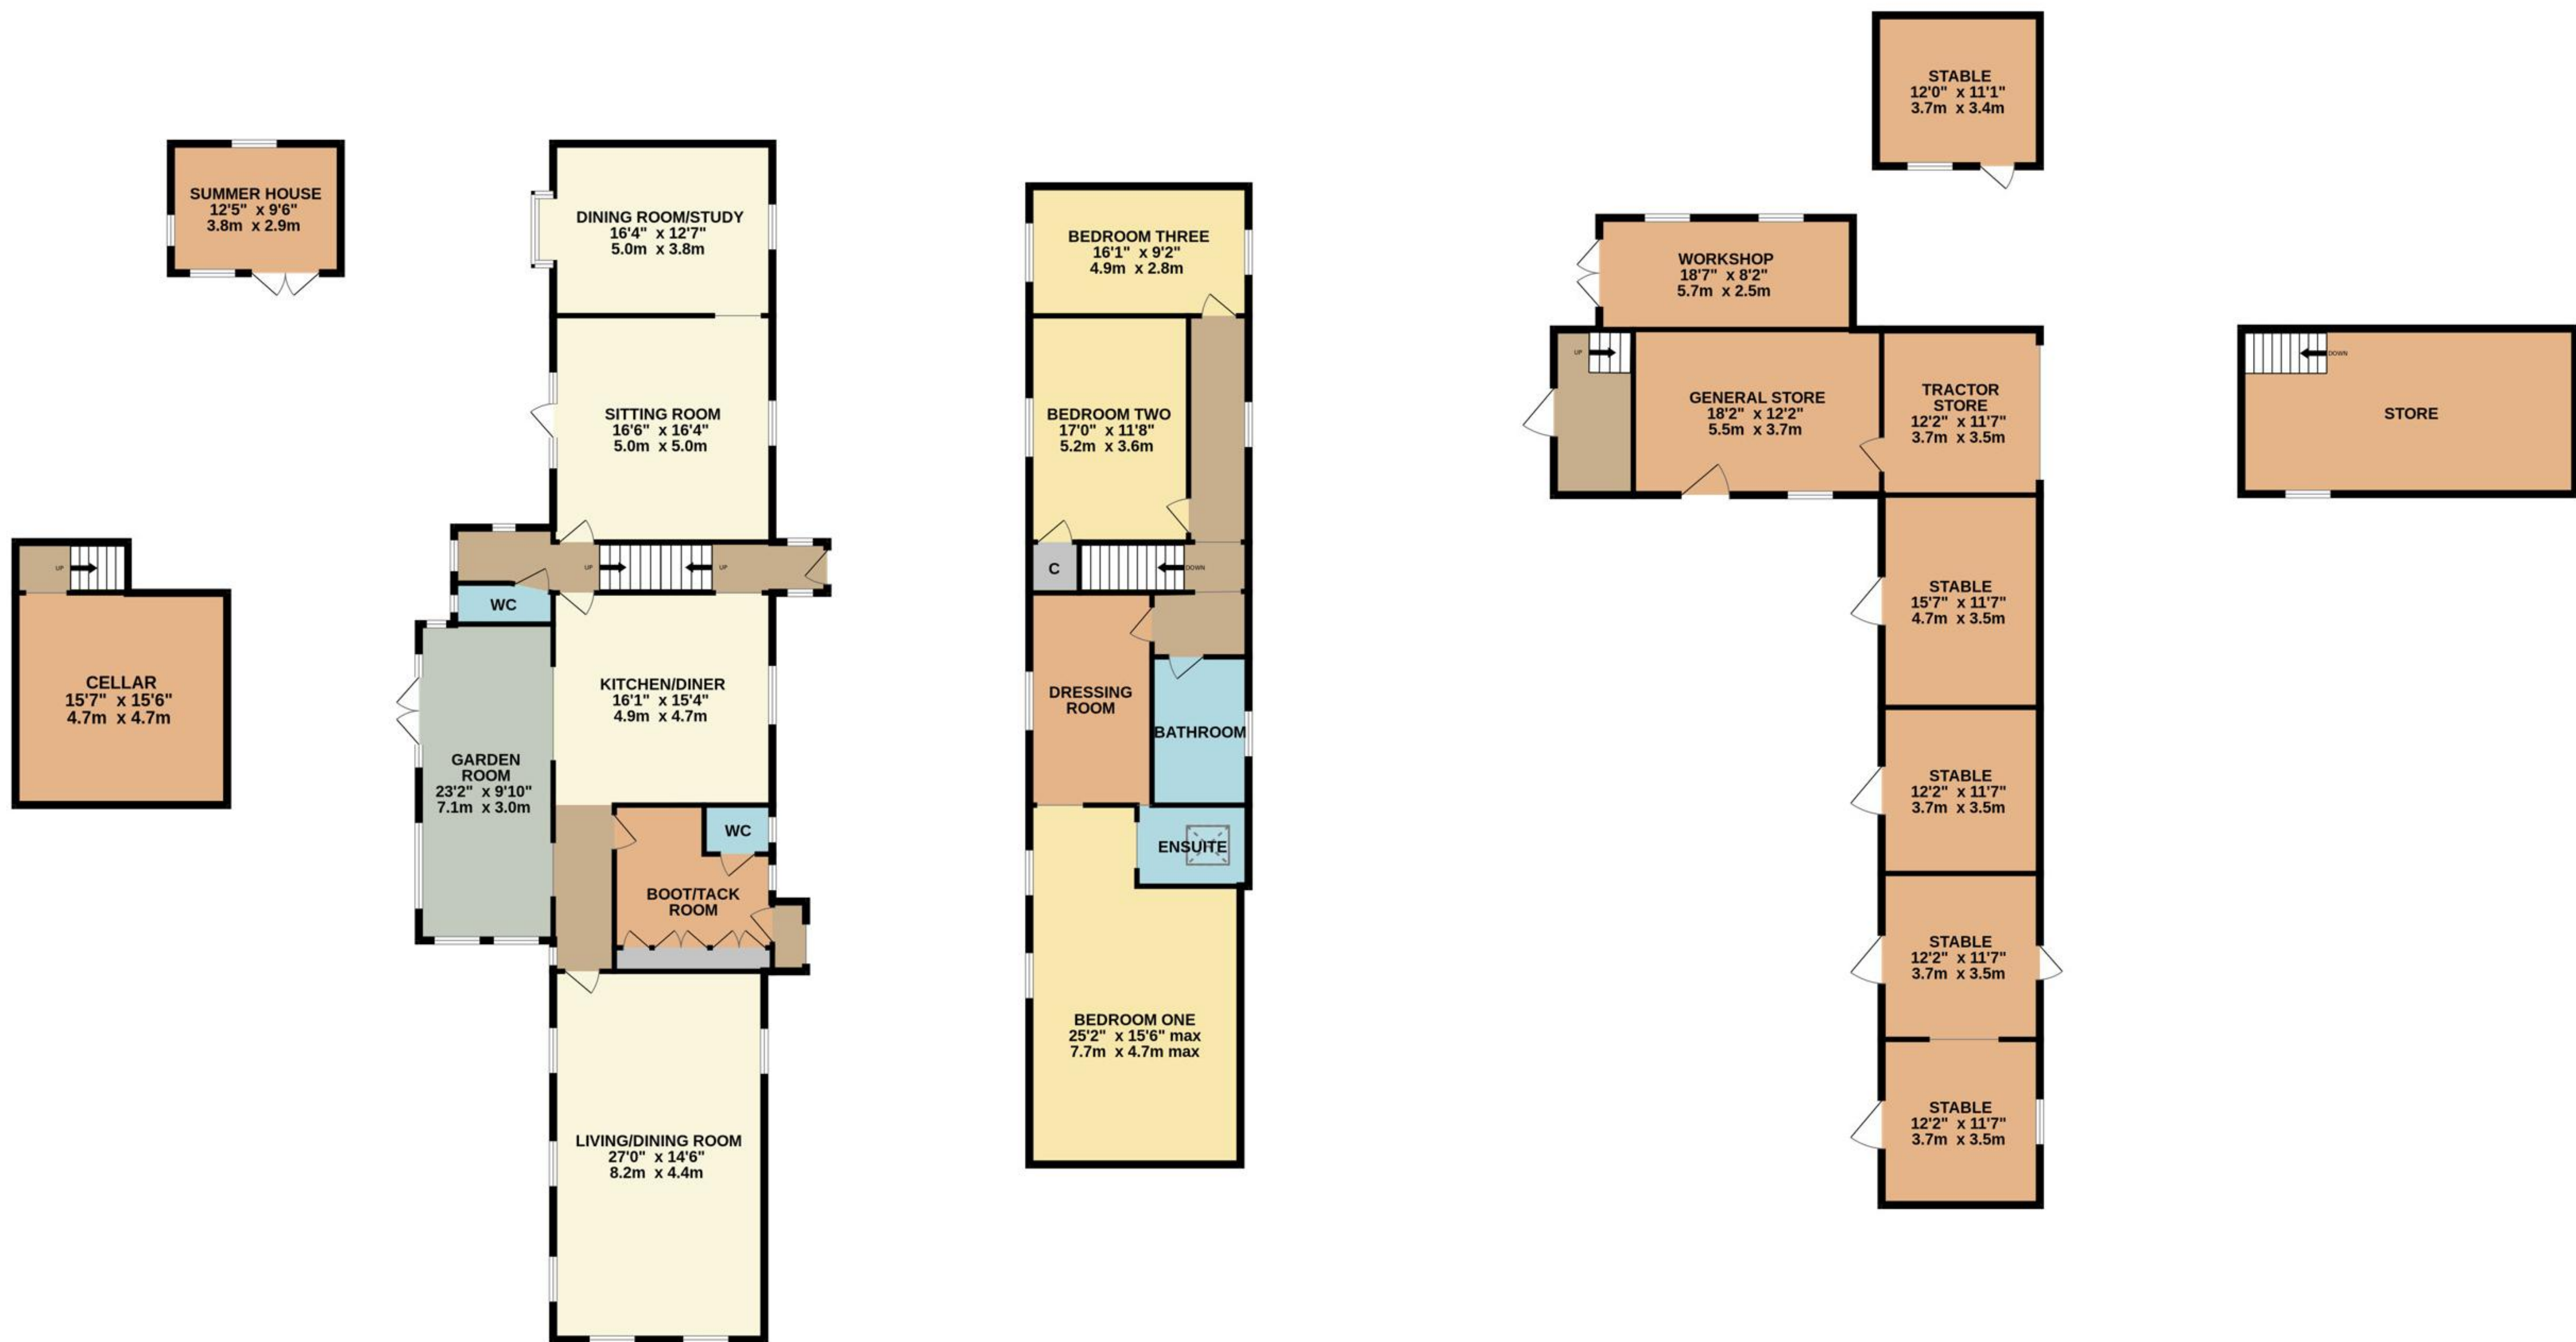 SUMMER HOUSE
12'5" x 9'6"
3.8m x 2.9m
UP
CELLAR
15'7" x 15'6"
4.7m x 4.7m
DINING ROOM/STUDY
16'4" x 12'7"
5.0m x 3.8m
SITTING ROOM
16'6" x 16'4"
5.0m x 5.0m
UP
UP
WC
KITCHEN/DINER
16'1" x 15'4"
4.9m x 4.7m
GARDEN
ROOM
23'2" x 9'10"
7.1m x 3.0m
WC
BOOT/TACK
ROOM
LIVING/DINING ROOM
27'0" x 14'6"
8.2m x 4.4m
BEDROOM THREE
16'1" x 9'2"
4.9m x 2.8m
BEDROOM TWO
17'0" x 11'8"
5.2m x 3.6m
C
DOWN
DRESSING
ROOM
BATHROOM
ENSUITE
BEDROOM ONE
25'2" x 15'6" max
7.7m x 4.7m max
STABLE
12'0" x 11'1"
3.7m x 3.4m
WORKSHOP
18'7" x 8'2"
5.7m x 2.5m
UP
GENERAL STORE
18'2" x 12'2"
5.5m x 3.7m
TRACTOR
STORE
12'2" x 11'7"
3.7m x 3.5m
STABLE
15'7" x 11'7"
4.7m x 3.5m
STABLE
12'2" x 11'7"
3.7m x 3.5m
STABLE
12'2" x 11'7"
3.7m x 3.5m
STABLE
12'2" x 11'7"
3.7m x 3.5m
DOWN
STORE